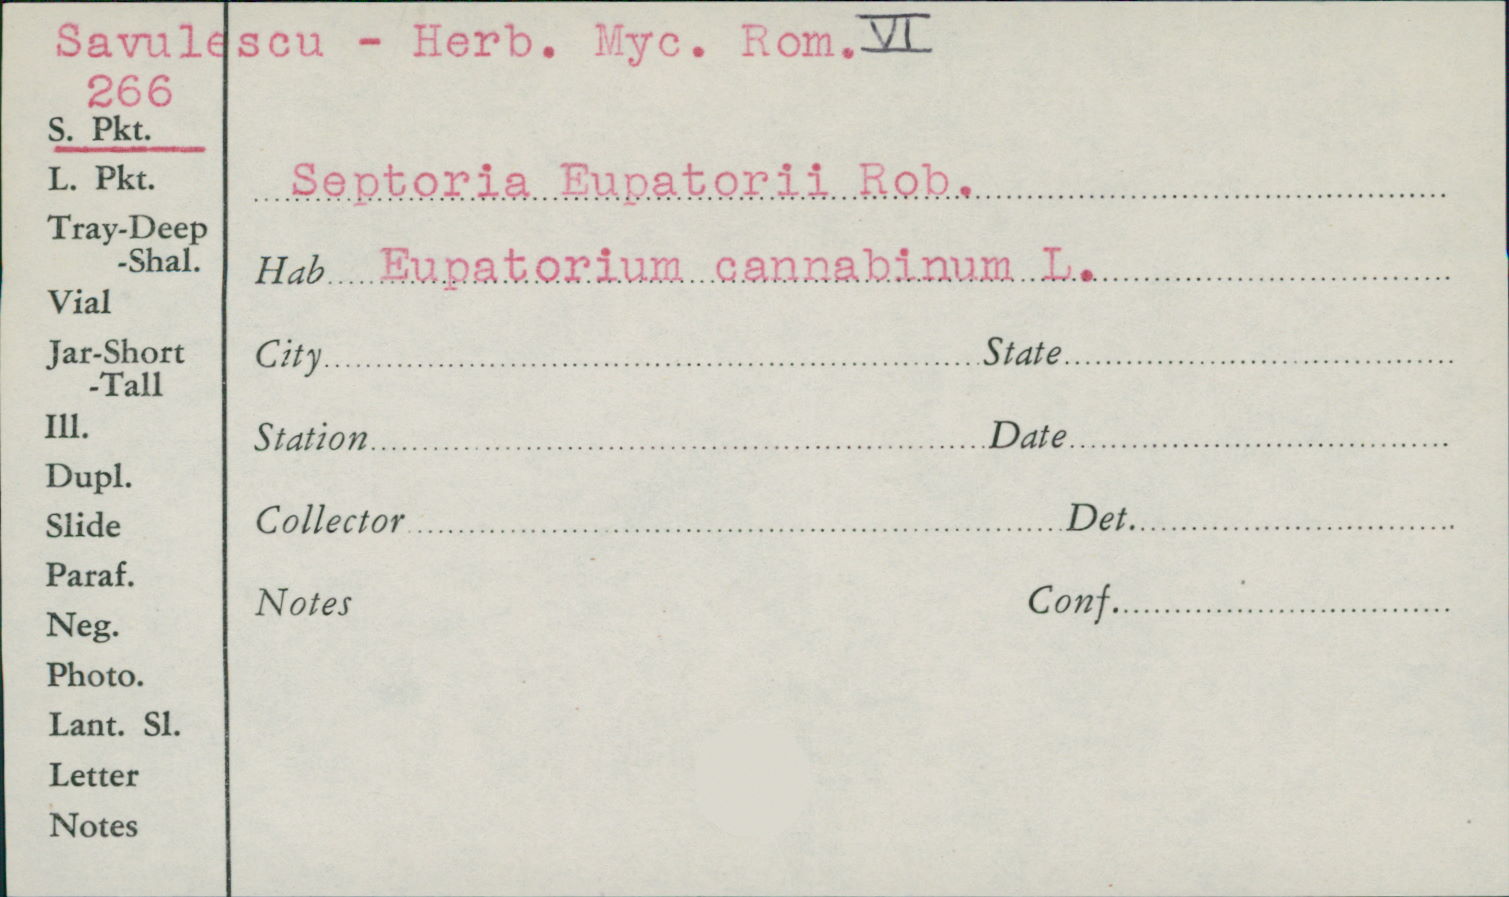 Savulescu - Herb. Myc. Rom. VI
266
S. Pkt.
L. Pkt.
Septoria Eupatorii Rob.
Tray-Deep
-Shal.
Hab Eupatorium cannabinum L.
Vial
Jar-Short
-Tall
City State
Ill.
Station Date
Dupl.
Slide
Collector Det.
Paraf.
Notes Conf.
Neg.
Photo.
Lant. Sl.
Letter
Notes